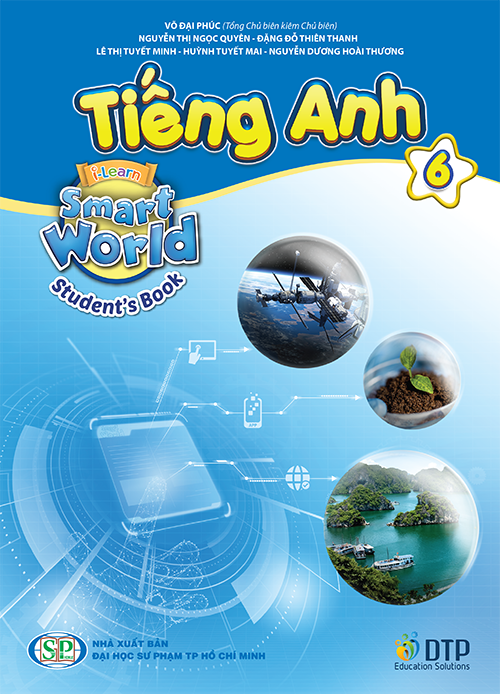 VÕ ĐẠI PHÚC (Tổng Chủ biên kiêm Chủ biên)
NGUYỄN THỊ NGỌC QUYÊN - ĐẶNG ĐỖ THIÊN THANH
LÊ THỊ TUYẾT MINH - HUỲNH TUYẾT MAI - NGUYỄN DƯƠNG HOÀI THƯƠNG
Tiếng Anh
6
i-Learn
Smart
World
Student's Book
APP
NHÀ XUẤT BẢN
ĐẠI HỌC SƯ PHẠM TP HỒ CHÍ MINH
SP
DTP
Education Solutions